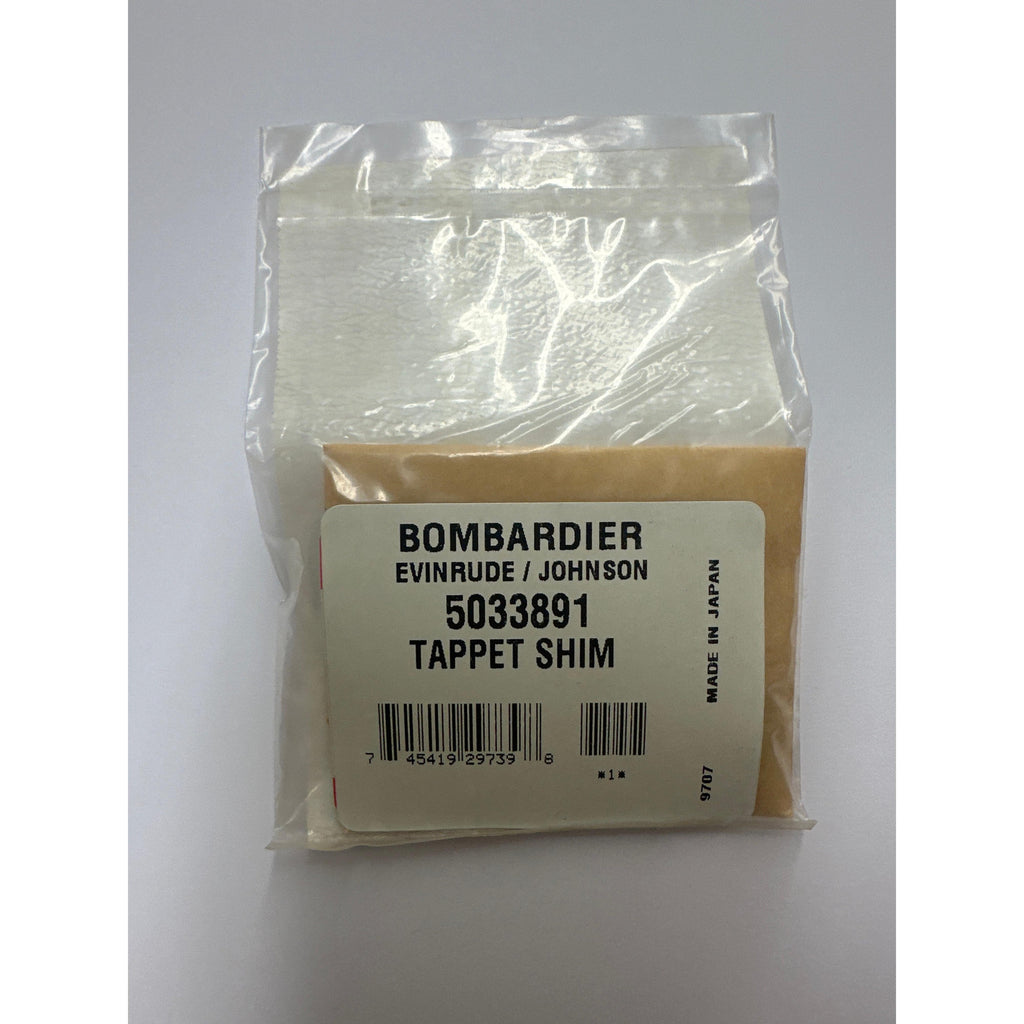 BOMBARDIER
EVINRUDE / JOHNSON
5033891
TAPPET SHIM
7 45419 29739 8
*1*
MADE IN JAPAN
9707